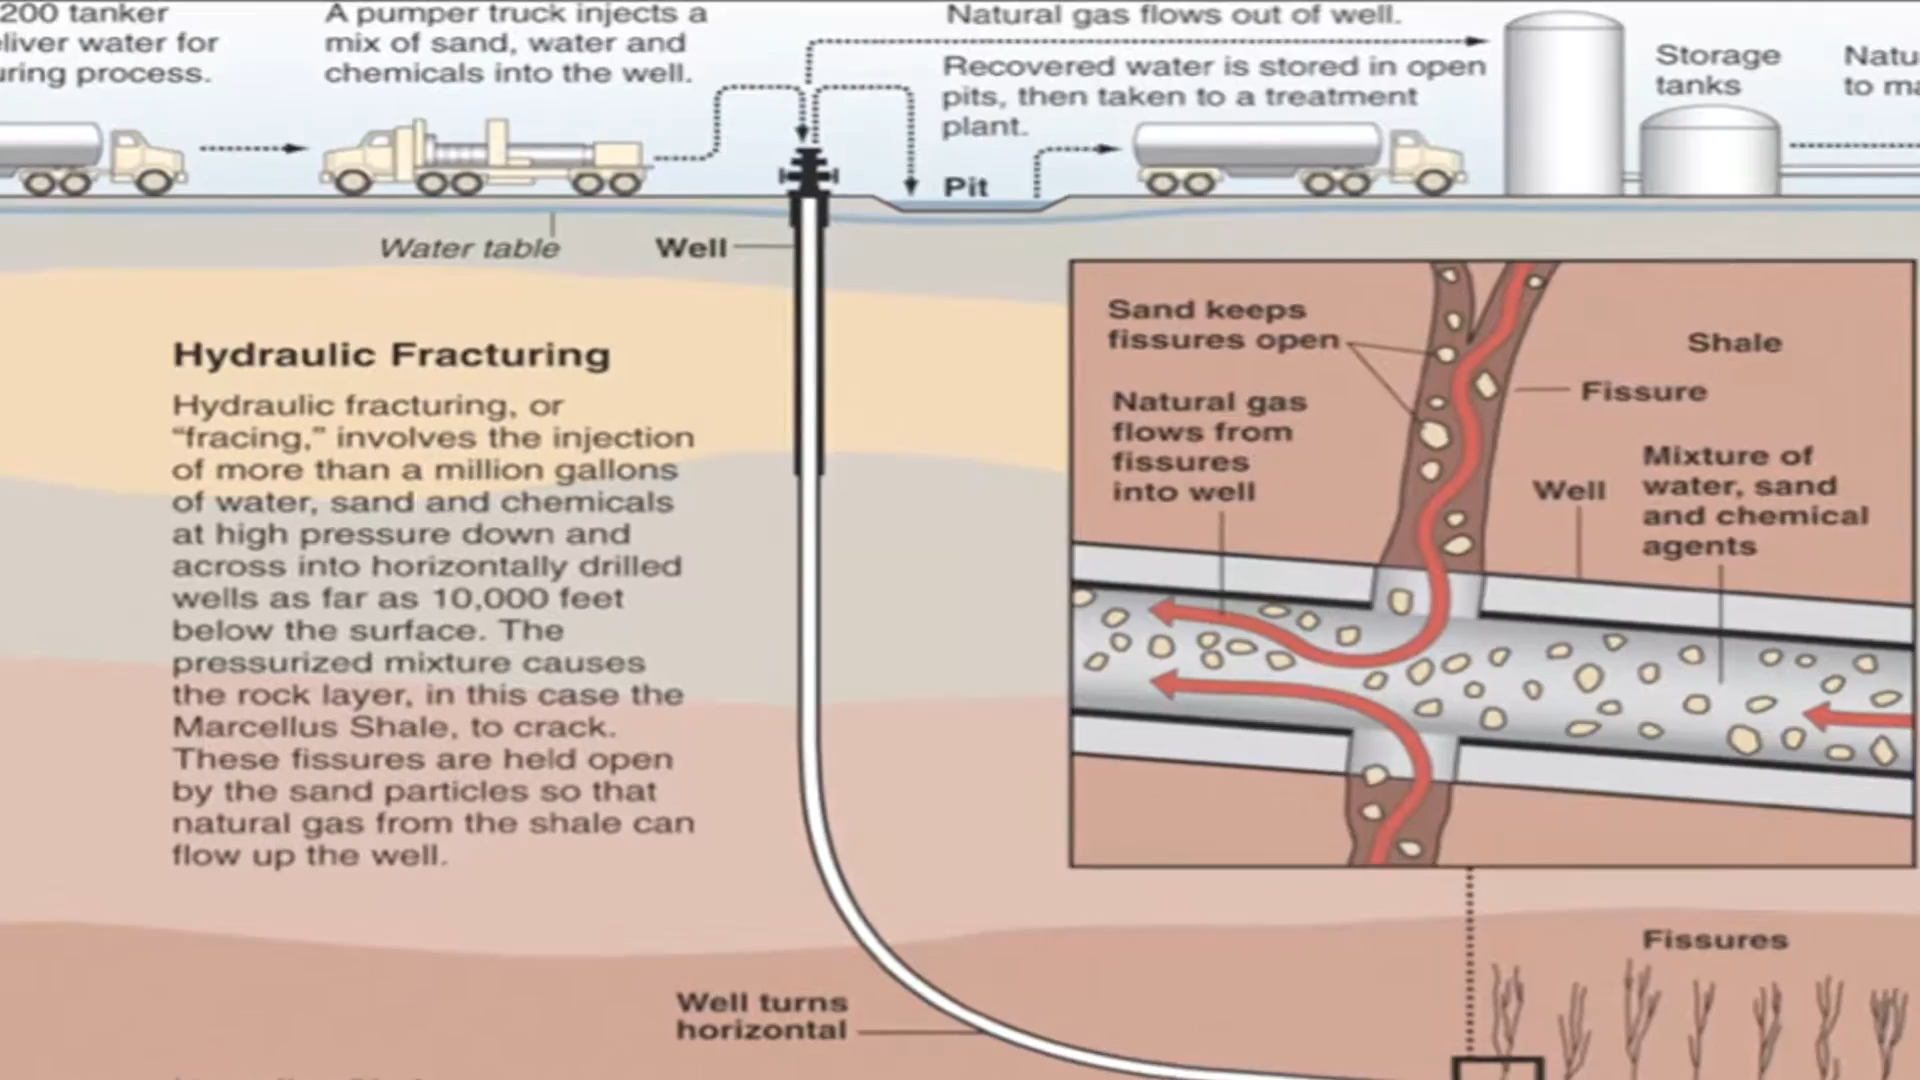 200 tanker
liver water for
uring process.
A pumper truck injects a
mix of sand, water and
chemicals into the well.
Natural gas flows out of well.
Recovered water is stored in open
pits, then taken to a treatment
plant.
Storage
tanks
Natu
to ma
Pit
Water table
Well
Hydraulic Fracturing
Hydraulic fracturing, or
“fracing,” involves the injection
of more than a million gallons
of water, sand and chemicals
at high pressure down and
across into horizontally drilled
wells as far as 10,000 feet
below the surface. The
pressurized mixture causes
the rock layer, in this case the
Marcellus Shale, to crack.
These fissures are held open
by the sand particles so that
natural gas from the shale can
flow up the well.
Sand keeps
fissures open
Shale
Fissure
Natural gas
flows from
fissures
into well
Well
Mixture of
water, sand
and chemical
agents
Fissures
Well turns
horizontal